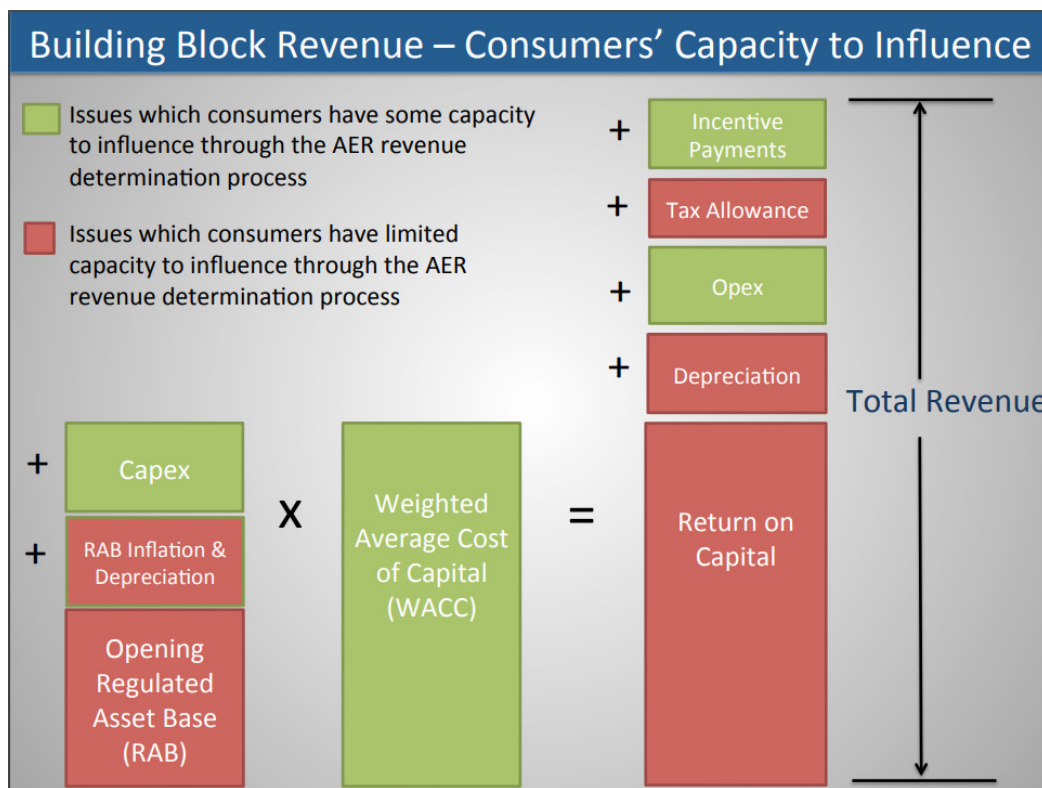 Building Block Revenue – Consumers' Capacity to Influence
Issues which consumers have some capacity
to influence through the AER revenue
determination process
Issues which consumers have limited
capacity to influence through the AER
revenue determination process
+
Incentive
Payments
+
Tax Allowance
+
Opex
+
Depreciation
Total Revenue
+
Capex
+
RAB Inflation &
Depreciation
Opening
Regulated
Asset Base
(RAB)
X
Weighted
Average Cost
of Capital
(WACC)
=
Return on
Capital